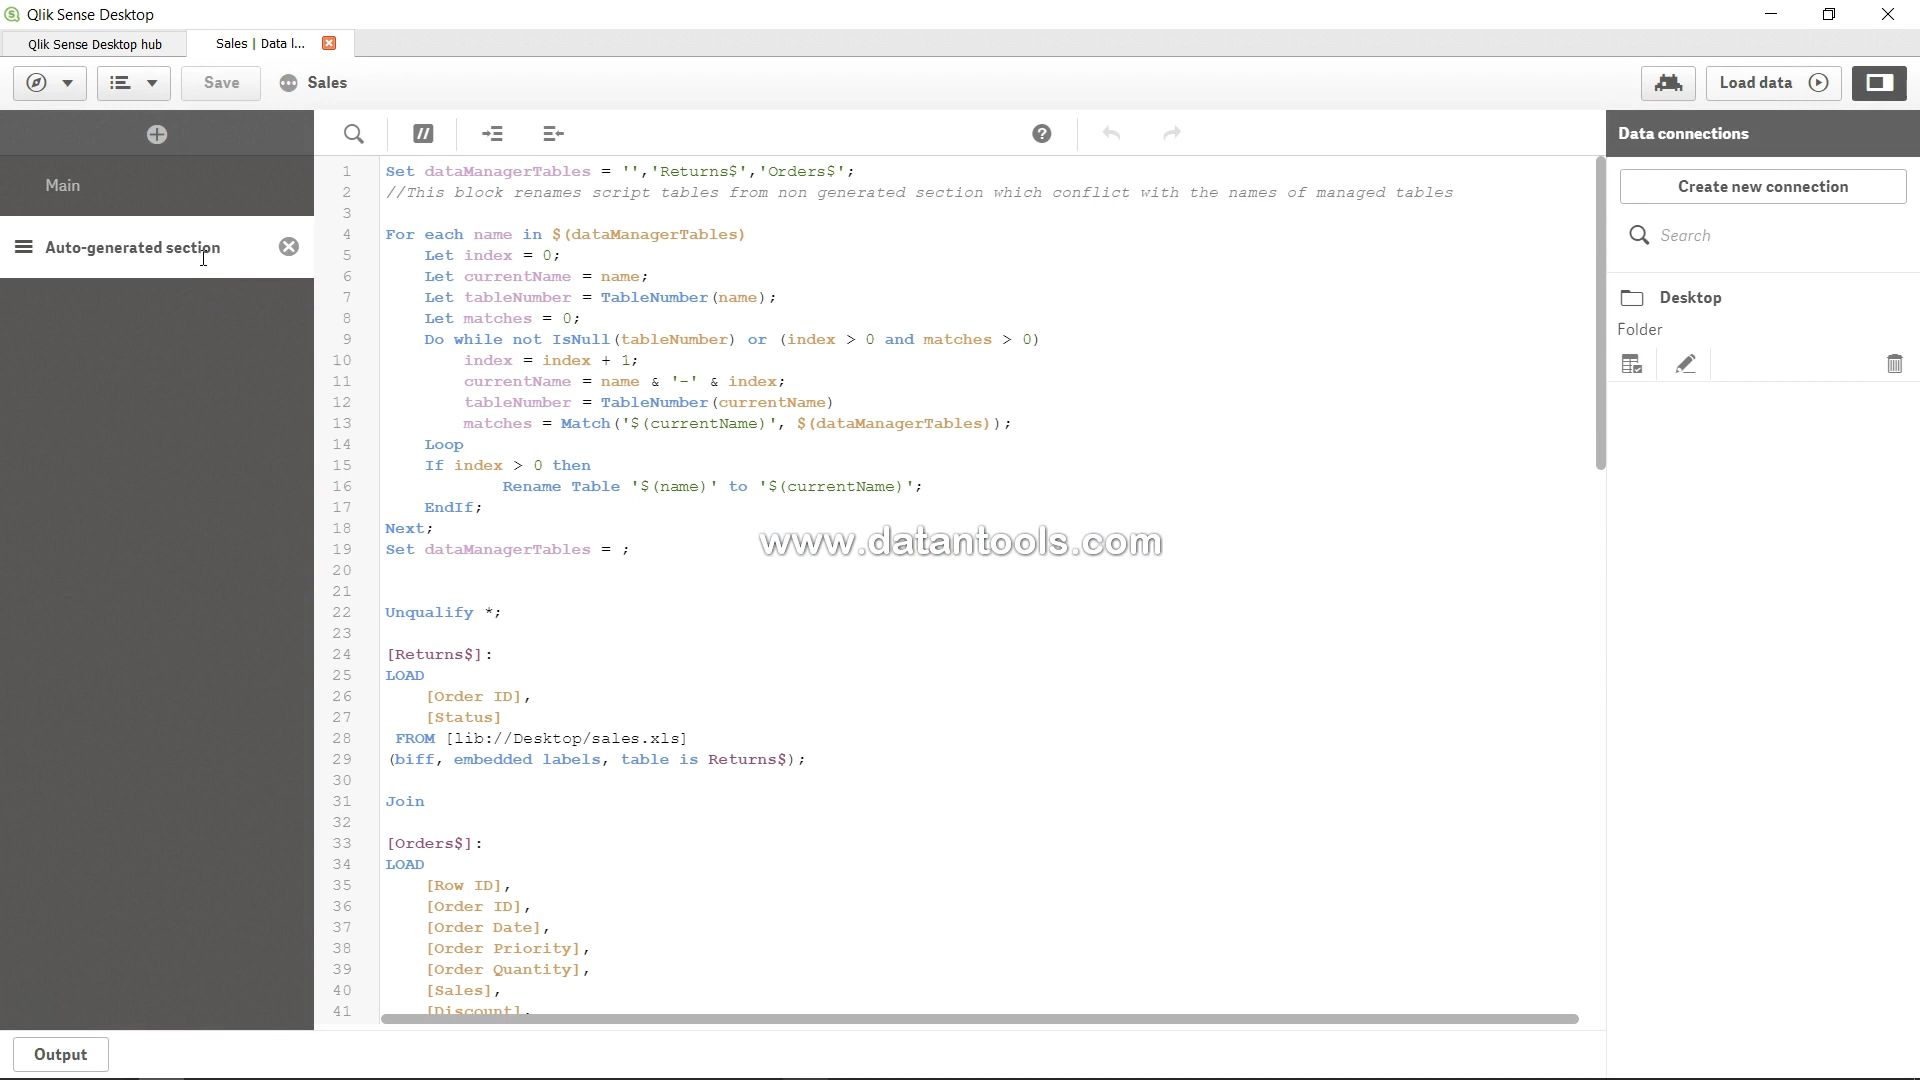 Qlik Sense Desktop
Qlik Sense Desktop hub
Sales | Data l...
Save
Sales
Load data
Main
Auto-generated section
//
?
1 Set dataManagerTables = '','Returns$','Orders$';
2 //This block renames script tables from non generated section which conflict with the names of managed tables
3
4 For each name in $(dataManagerTables)
5 Let index = 0;
6 Let currentName = name;
7 Let tableNumber = TableNumber(name);
8 Let matches = 0;
9 Do while not IsNull(tableNumber) or (index > 0 and matches > 0)
10 index = index + 1;
11 currentName = name & '-' & index;
12 tableNumber = TableNumber(currentName)
13 matches = Match('$(currentName)', $(dataManagerTables));
14 Loop
15 If index > 0 then
16 Rename Table '$(name)' to '$(currentName)';
17 EndIf;
18 Next;
19 Set dataManagerTables = ;
20
21
22 Unqualify *;
23
24 [Returns$]:
25 LOAD
26 [Order ID],
27 [Status]
28 FROM [lib://Desktop/sales.xls]
29 (biff, embedded labels, table is Returns$);
30
31 Join
32
33 [Orders$]:
34 LOAD
35 [Row ID],
36 [Order ID],
37 [Order Date],
38 [Order Priority],
39 [Order Quantity],
40 [Sales],
41 [Discount],
www.datantools.com
Data connections
Create new connection
Search
Desktop
Folder
Output